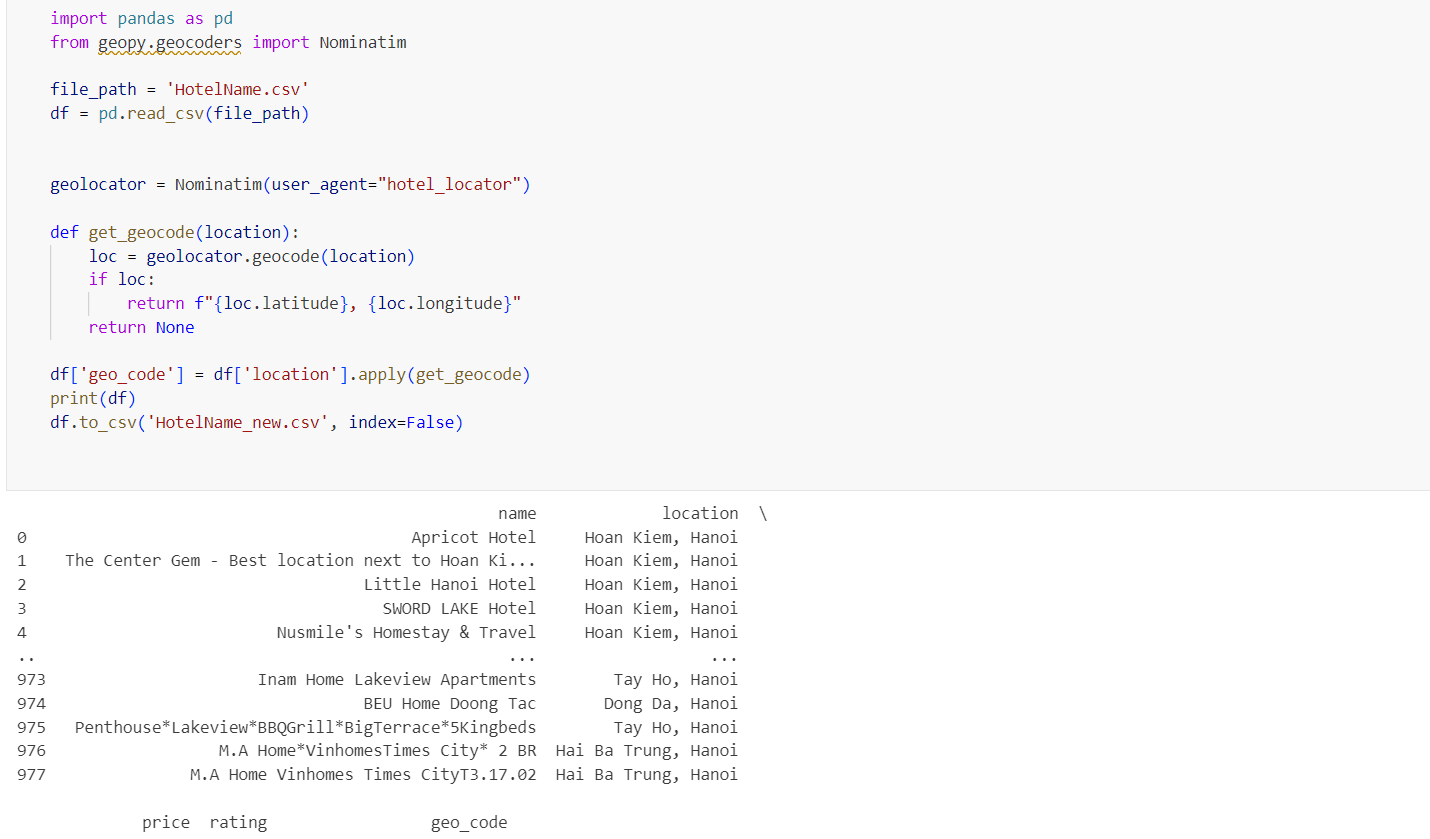 import pandas as pd
from geopy.geocoders import Nominatim
file_path = 'HotelName.csv'
df = pd.read_csv(file_path)
geolocator = Nominatim(user_agent="hotel_locator")
def get_geocode(location):
    loc = geolocator.geocode(location)
    if loc:
        return f"{loc.latitude}, {loc.longitude}"
    return None
df['geo_code'] = df['location'].apply(get_geocode)
print(df)
df.to_csv('HotelName_new.csv', index=False)
name location \
0 Apricot Hotel Hoan Kiem, Hanoi
1 The Center Gem - Best location next to Hoan Ki... Hoan Kiem, Hanoi
2 Little Hanoi Hotel Hoan Kiem, Hanoi
3 SWORD LAKE Hotel Hoan Kiem, Hanoi
4 Nusmile's Homestay & Travel Hoan Kiem, Hanoi
.. ... ...
973 Inam Home Lakeview Apartments Tay Ho, Hanoi
974 BEU Home Doong Tac Dong Da, Hanoi
975 Penthouse*Lakeview*BBQGrill*BigTerrace*5Kingbeds Tay Ho, Hanoi
976 M.A Home*VinhomesTimes City* 2 BR Hai Ba Trung, Hanoi
977 M.A Home Vinhomes Times CityT3.17.02 Hai Ba Trung, Hanoi
price rating geo_code